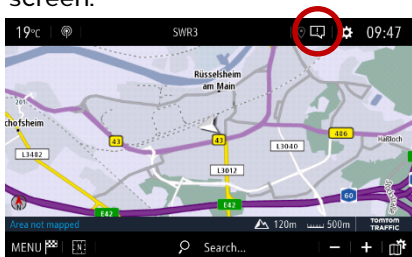 screen.
19°C SWR3 09:47
Rüsselsheim
am Main
201
chofsheim
43
43
486
Haßloch
L3482
L3040
L3012
60
E42
E42
N
Area not mapped 120m 500m TOMTOM
TRAFFIC
MENU N Search... − +